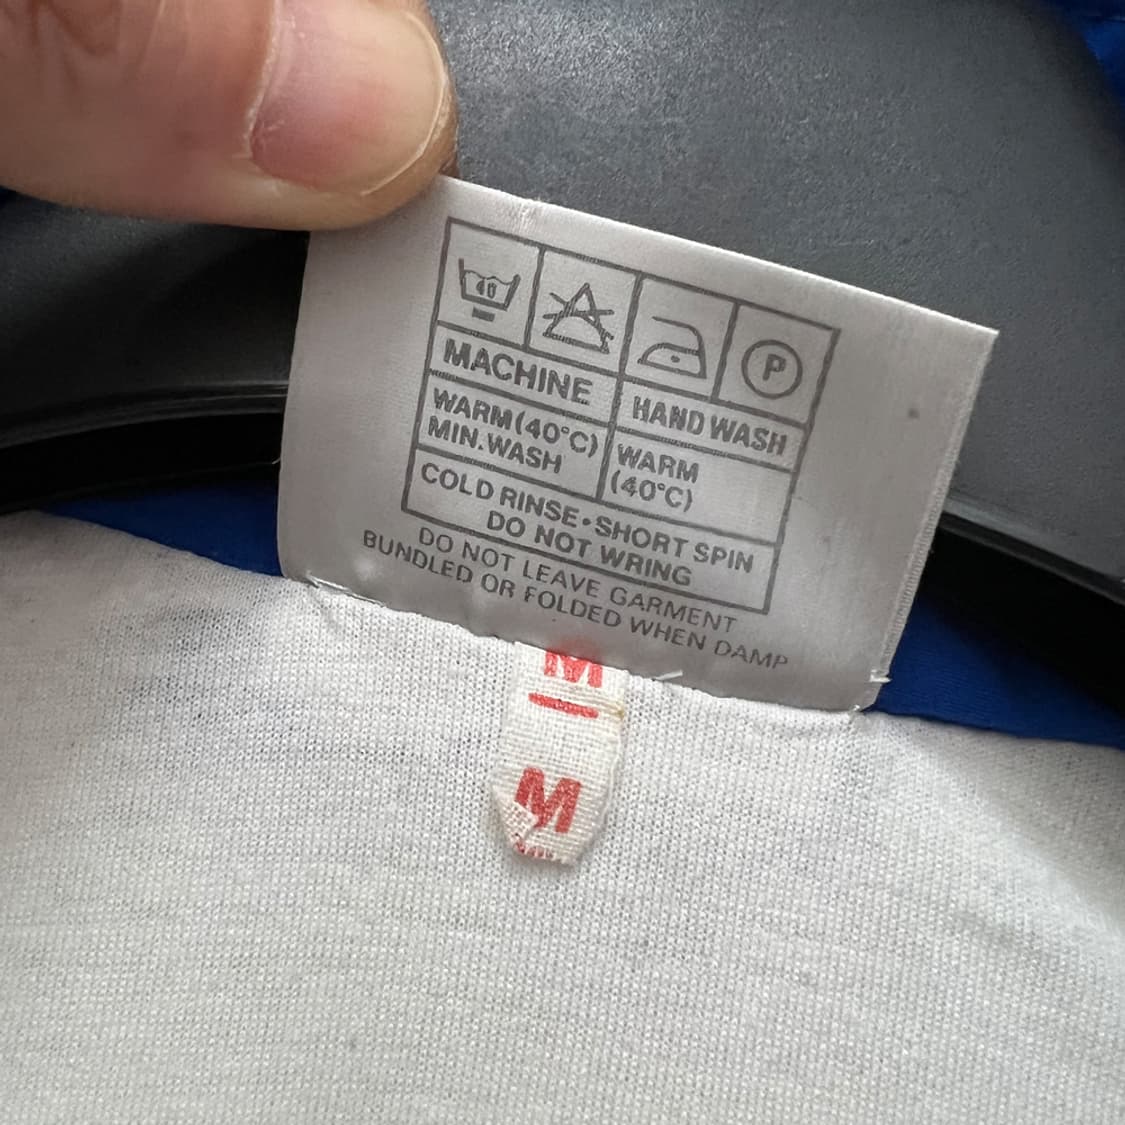 40
P
MACHINE
HAND WASH
WARM (40°C)
MIN. WASH
WARM
(40°C)
COLD RINSE • SHORT SPIN
DO NOT WRING
DO NOT LEAVE GARMENT
BUNDLED OR FOLDED WHEN DAMP
M
M